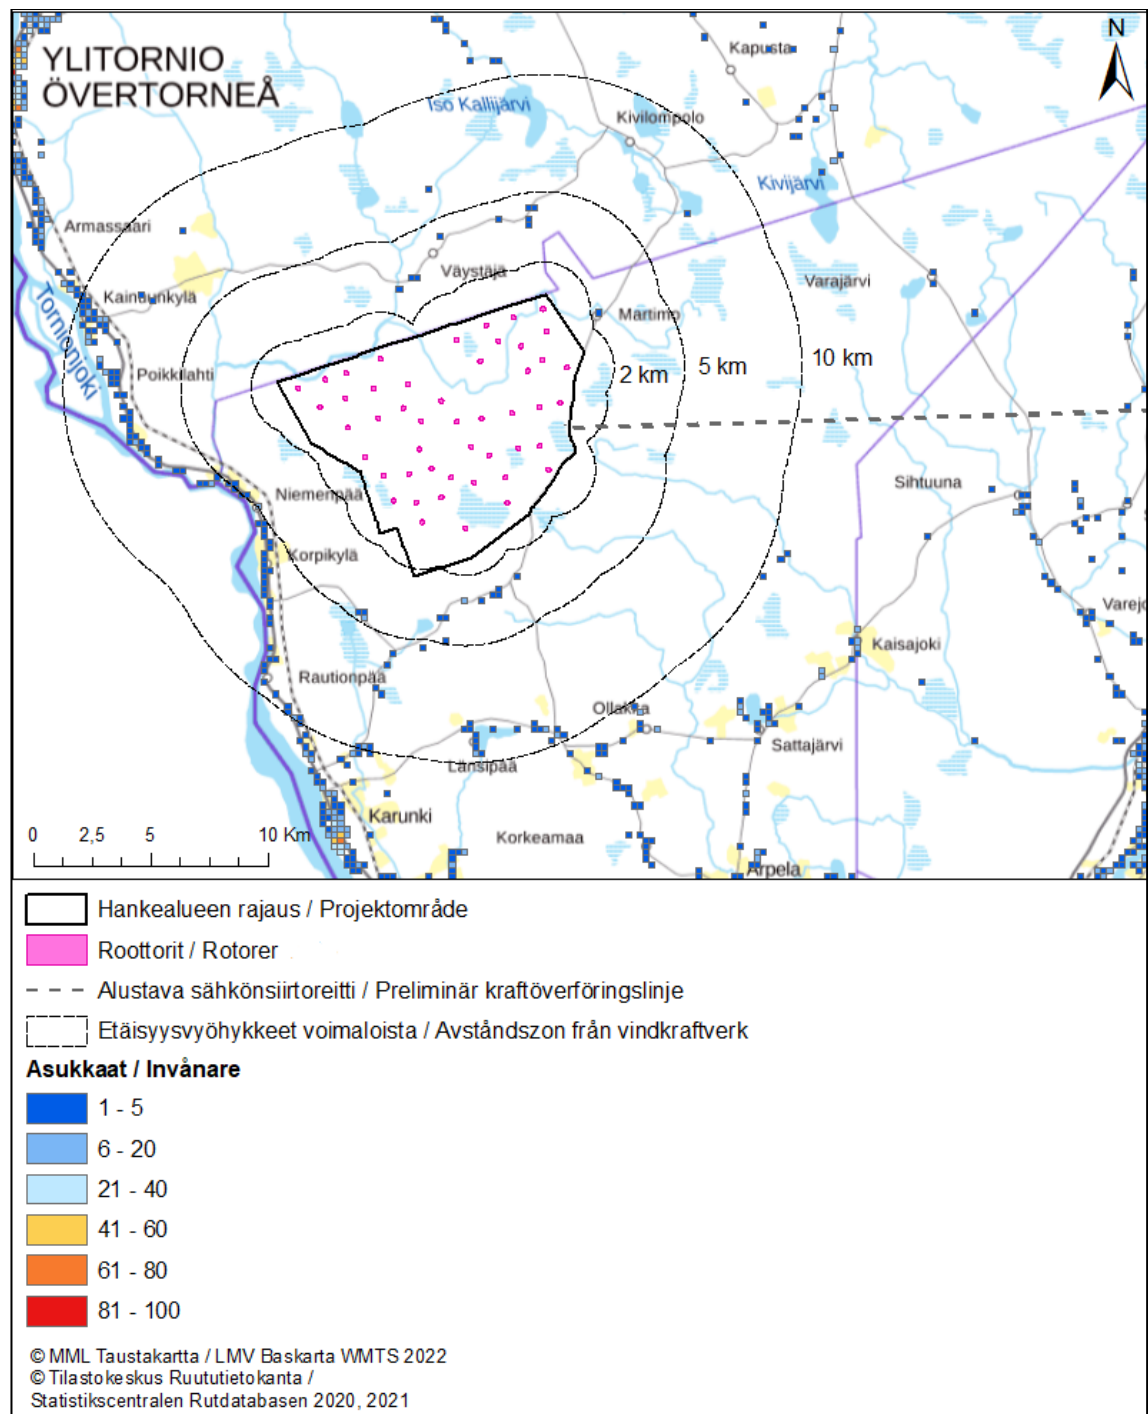 YLITORNIO
ÖVERTORNEÅ
N
Kapusta
Iso Kallijärvi
Kivilompolo
Kivijärvi
Armassaari
Väystäjä
Varajärvi
Kainuunkylä
Martimo
Tornionjoki
Poikkilahti
2 km
5 km
10 km
Sihtuuna
Niemenpää
Korpikylä
Varejo
Kaisajoki
Rautionpää
Sattajärvi
Länsipää
Karunki
Korkeamaa
Arpela
0 2,5 5 10 Km
Hankealueen rajaus / Projektområde
Roottorit / Rotorer
Alustava sähkönsiirtoreitti / Preliminär kraftöverföringslinje
Etäisyysvyöhykkeet voimaloista / Avståndszon från vindkraftverk
Asukkaat / Invånare
1 - 5
6 - 20
21 - 40
41 - 60
61 - 80
81 - 100
© MML Taustakartta / LMV Baskarta WMTS 2022
© Tilastokeskus Ruututietokanta /
Statistikscentralen Rutdatabasen 2020, 2021